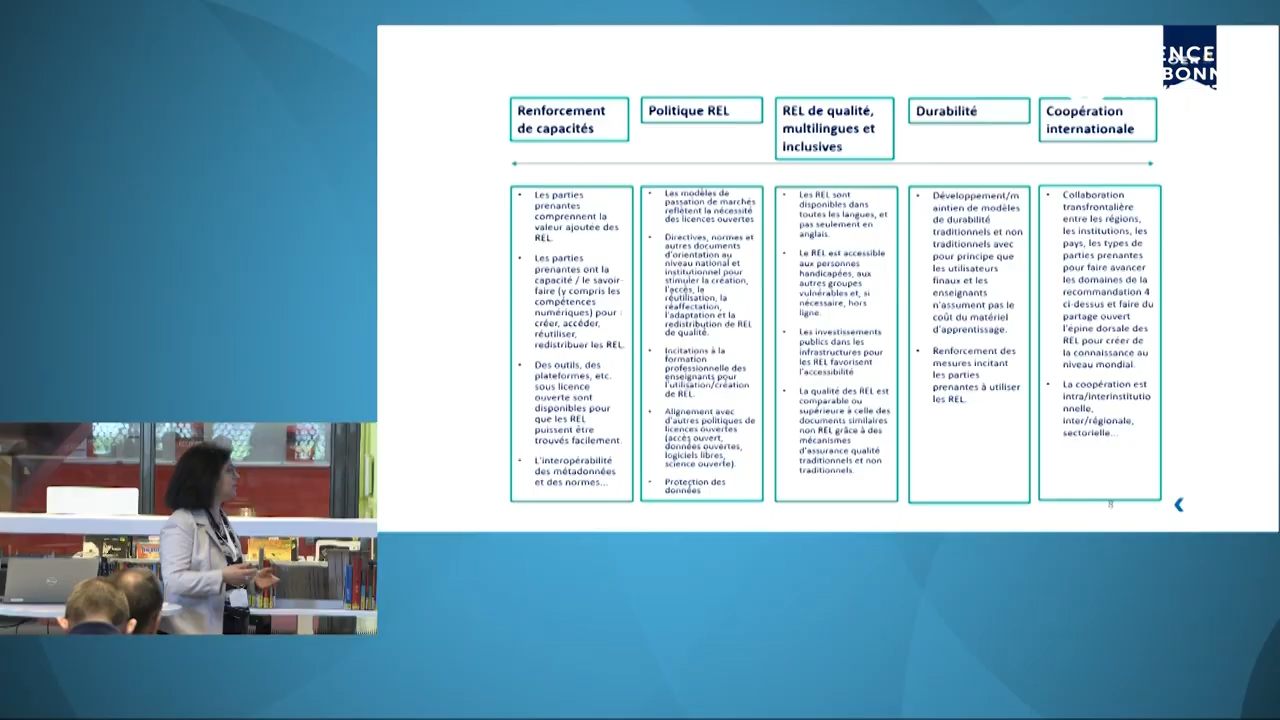 ENCE
OER
BONN
Renforcement
de capacités
Politique REL
REL de qualité,
multilingues et
inclusives
Durabilité
Coopération
internationale
• Les parties
prenantes
comprennent la
valeur ajoutée des
REL.
• Les parties
prenantes ont la
capacité / le savoir-
faire (y compris les
compétences
numériques) pour :
créer, accéder,
réutiliser,
redistribuer les REL.
• Des outils, des
plateformes, etc.
sous licence
ouverte sont
disponibles pour
que les REL
puissent être
trouvés facilement.
• L'interopérabilité
des métadonnées
et des normes...
• Les modèles de
passation de marchés
reflètent la nécessité
des licences ouvertes
• Directives, normes et
autres documents
d'orientation au
niveau national et
institutionnel pour
stimuler la création,
l'accès, la
réutilisation, la
réaffectation,
l'adaptation et la
redistribution de REL
de qualité.
• Incitations à la
formation
professionnelle des
enseignants pour
l'utilisation/création
de REL.
• Alignement avec
d'autres politiques de
licences ouvertes
(accès ouvert,
données ouvertes,
logiciels libres,
science ouverte).
• Protection des
données
• Les REL sont
disponibles dans
toutes les langues, et
pas seulement en
anglais.
• Le REL est accessible
aux personnes
handicapées, aux
autres groupes
vulnérables et, si
nécessaire, hors
ligne.
• Les investissements
publics dans les
infrastructures pour
les REL favorisent
l'accessibilité
• La qualité des REL est
comparable ou
supérieure à celle des
documents similaires
non REL grâce à des
mécanismes
d'assurance qualité
traditionnels et non
traditionnels.
• Développement/m
aintien de modèles
de durabilité
traditionnels et non
traditionnels avec
pour principe que
les utilisateurs
finaux et les
enseignants
n'assument pas le
coût du matériel
d'apprentissage.
• Renforcement des
mesures incitant
les parties
prenantes à utiliser
les REL.
• Collaboration
transfrontalière
entre les régions,
les institutions, les
pays, les types de
parties prenantes
pour faire avancer
les domaines de la
recommandation 4
ci-dessus et faire du
partage ouvert
l'épine dorsale des
REL pour créer de
la connaissance au
niveau mondial.
• La coopération est
intra/interinstitutio
nnelle,
inter/régionale,
sectorielle...
8